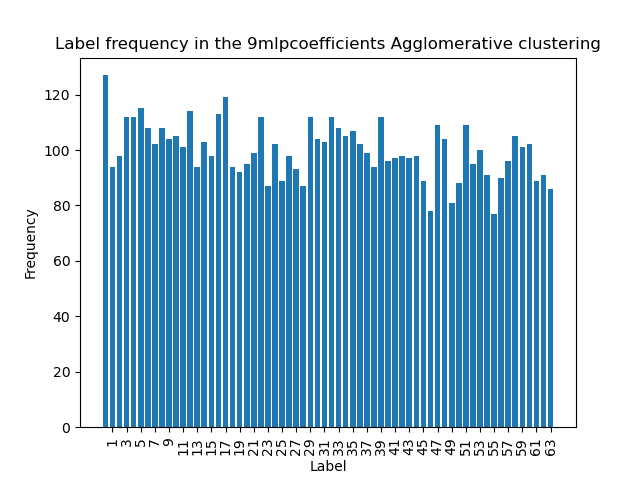 Label frequency in the 9mlpcoefficients Agglomerative clustering
120
100
80
60
40
20
0
Frequency
1 3 5 7 9 11 13 15 17 19 21 23 25 27 29 31 33 35 37 39 41 43 45 47 49 51 53 55 57 59 61 63
Label